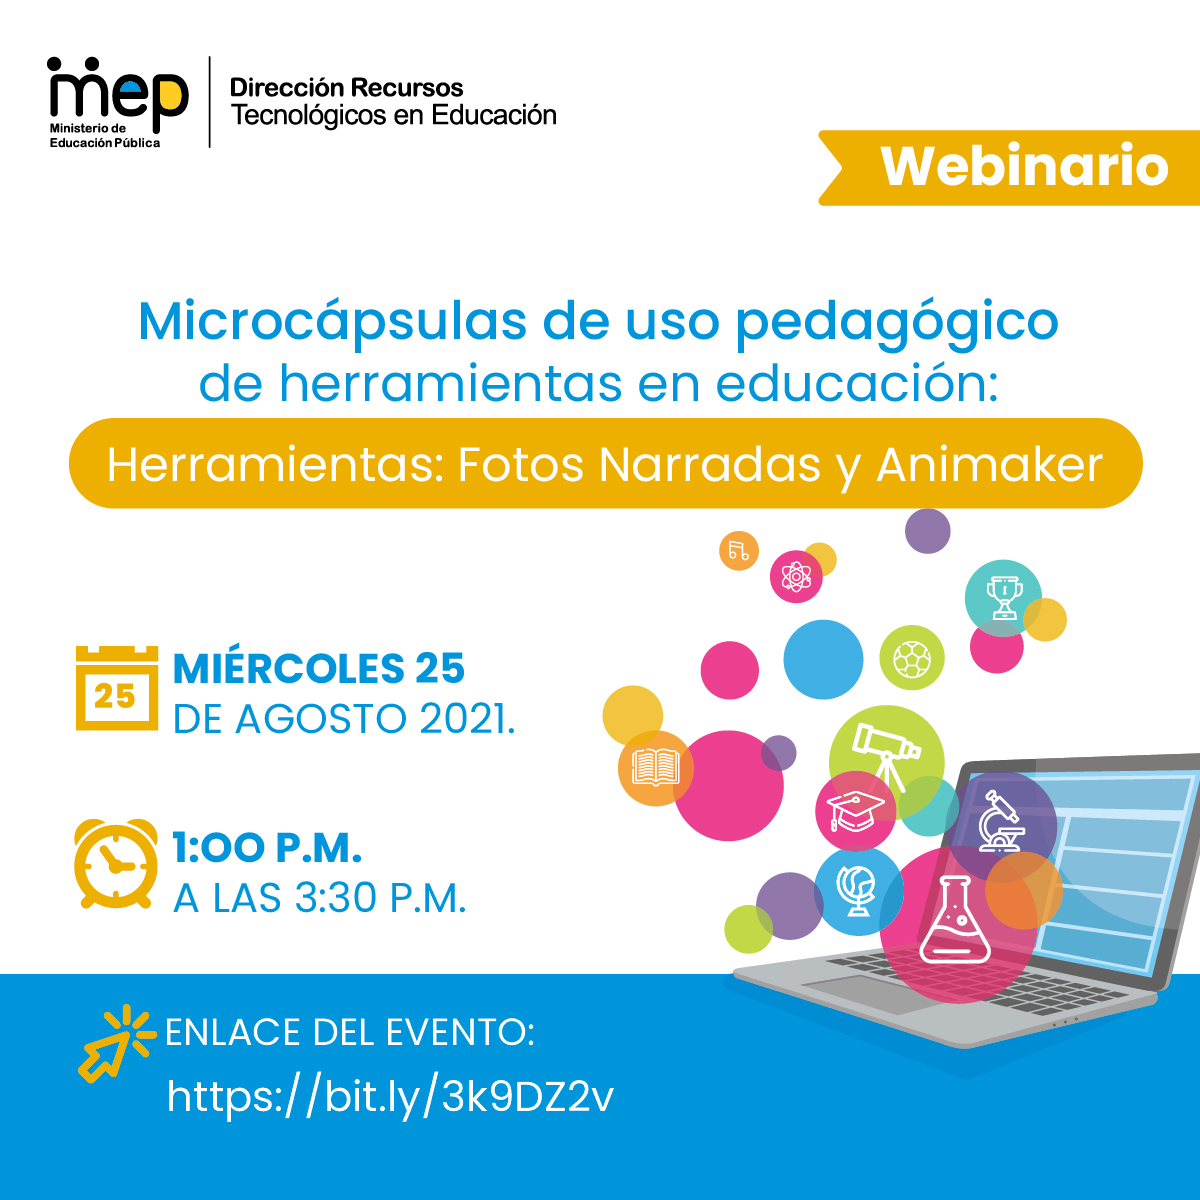 mep
Ministerio de
Educación Pública
Dirección Recursos
Tecnológicos en Educación
Webinario
Microcápsulas de uso pedagógico
de herramientas en educación:
Herramientas: Fotos Narradas y Animaker
25
MIÉRCOLES 25
DE AGOSTO 2021.
1:00 P.M.
A LAS 3:30 P.M.
ENLACE DEL EVENTO:
https://bit.ly/3k9DZ2v